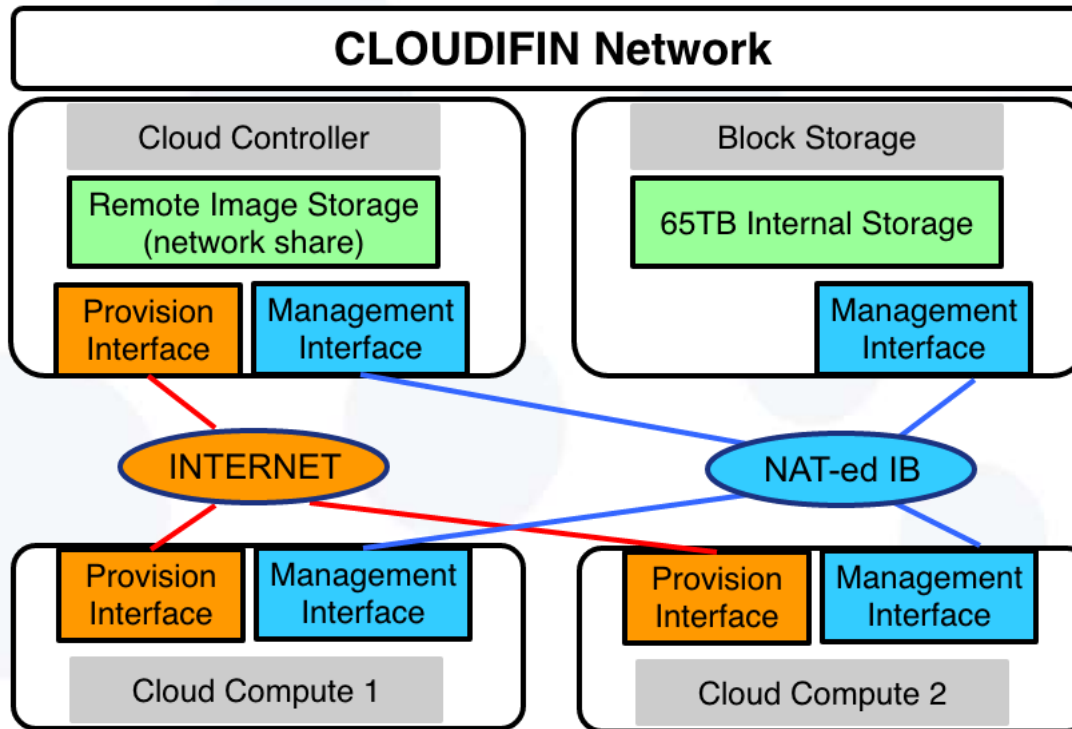 CLOUDIFIN Network
Cloud Controller
Remote Image Storage
(network share)
Provision
Interface
Management
Interface
Block Storage
65TB Internal Storage
Management
Interface
INTERNET
NAT-ed IB
Provision
Interface
Management
Interface
Cloud Compute 1
Provision
Interface
Management
Interface
Cloud Compute 2